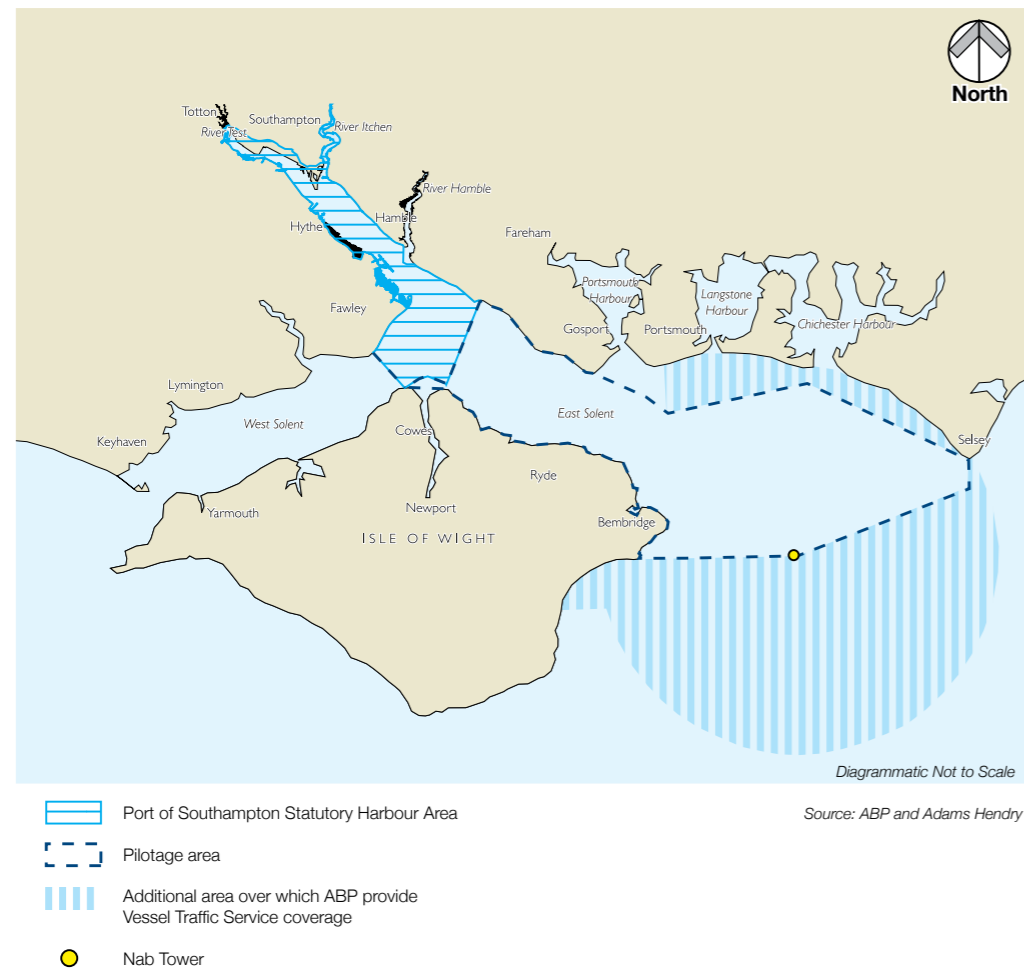 North
Totton
Southampton
River Test
River Itchen
River Hamble
Hamble
Hythe
Fareham
Portsmouth
Harbour
Langstone
Harbour
Fawley
Gosport
Portsmouth
Chichester Harbour
Lymington
West Solent
East Solent
Keyhaven
Cowes
Selsey
Ryde
Yarmouth
Newport
Bembridge
ISLE OF WIGHT
Diagrammatic Not to Scale
Port of Southampton Statutory Harbour Area
Source: ABP and Adams Hendry
Pilotage area
Additional area over which ABP provide
Vessel Traffic Service coverage
Nab Tower